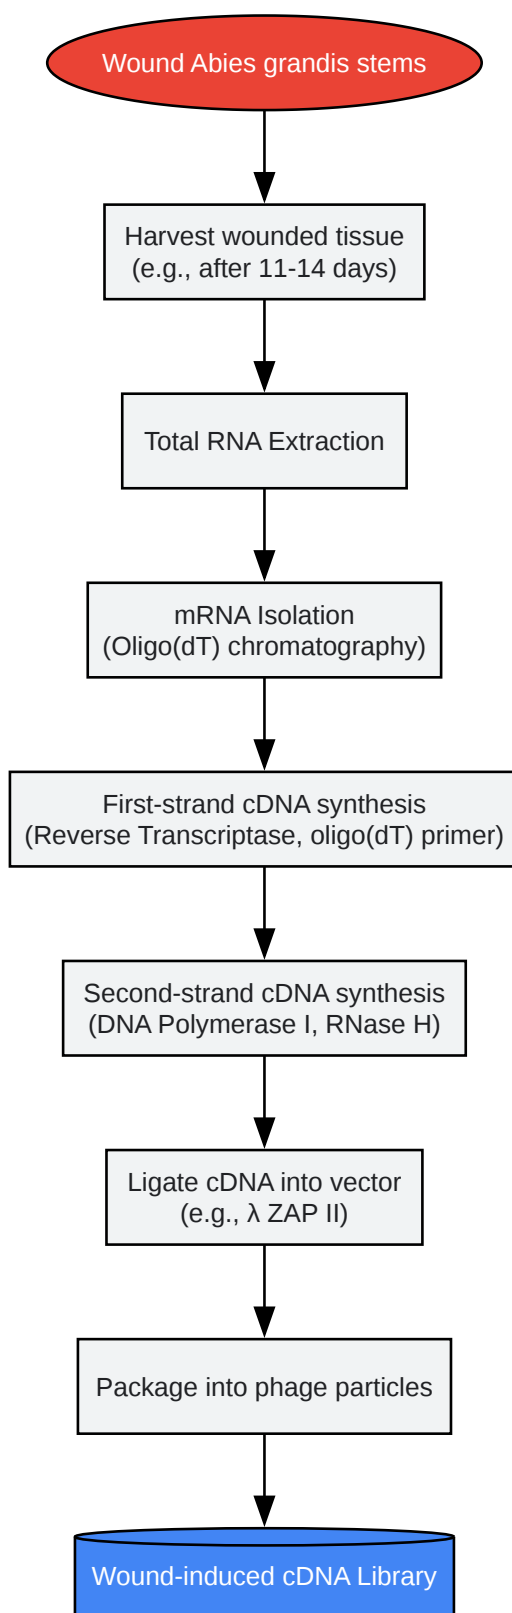 Wound Abies grandis stems
Harvest wounded tissue
(e.g., after 11-14 days)
Total RNA Extraction
mRNA Isolation
(Oligo(dT) chromatography)
First-strand cDNA synthesis
(Reverse Transcriptase, oligo(dT) primer)
Second-strand cDNA synthesis
(DNA Polymerase I, RNase H)
Ligate cDNA into vector
(e.g., λ ZAP II)
Package into phage particles
Wound-induced cDNA Library